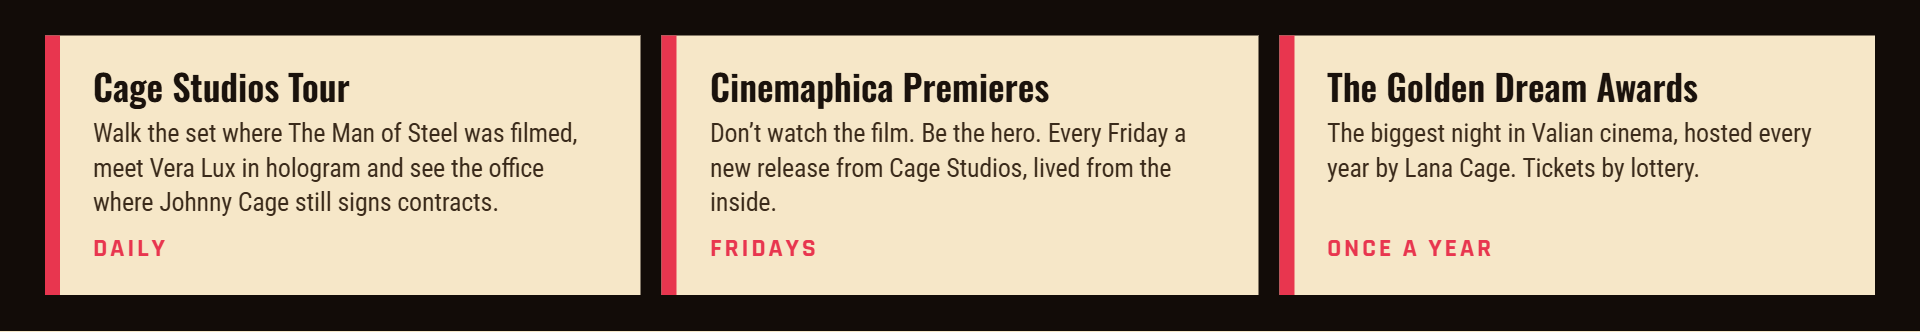 Cage Studios Tour
Walk the set where The Man of Steel was filmed,
meet Vera Lux in hologram and see the office
where Johnny Cage still signs contracts.
DAILY
Cinemaphica Premieres
Don’t watch the film. Be the hero. Every Friday a
new release from Cage Studios, lived from the
inside.
FRIDAYS
The Golden Dream Awards
The biggest night in Valian cinema, hosted every
year by Lana Cage. Tickets by lottery.
ONCE A YEAR